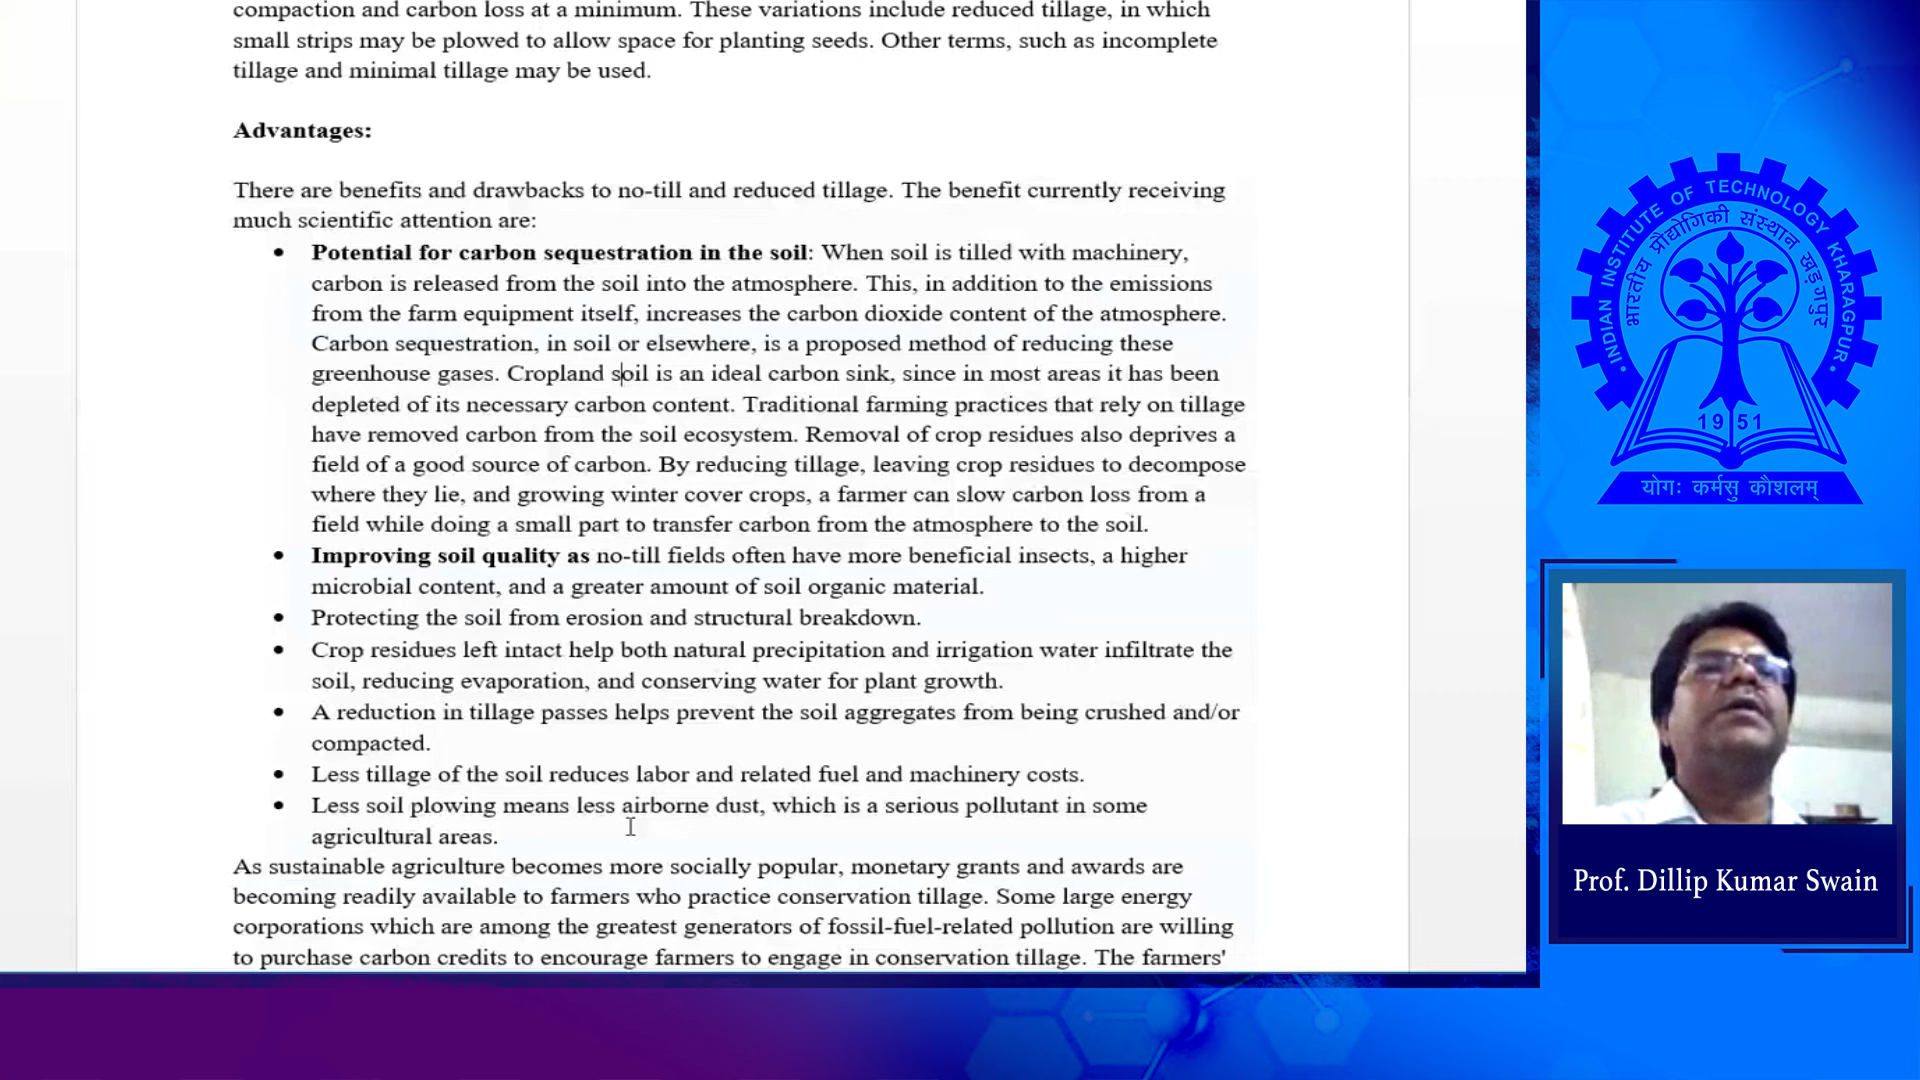 compaction and carbon loss at a minimum. These variations include reduced tillage, in which
small strips may be plowed to allow space for planting seeds. Other terms, such as incomplete
tillage and minimal tillage may be used.
Advantages:
There are benefits and drawbacks to no-till and reduced tillage. The benefit currently receiving
much scientific attention are:
• Potential for carbon sequestration in the soil: When soil is tilled with machinery,
carbon is released from the soil into the atmosphere. This, in addition to the emissions
from the farm equipment itself, increases the carbon dioxide content of the atmosphere.
Carbon sequestration, in soil or elsewhere, is a proposed method of reducing these
greenhouse gases. Cropland soil is an ideal carbon sink, since in most areas it has been
depleted of its necessary carbon content. Traditional farming practices that rely on tillage
have removed carbon from the soil ecosystem. Removal of crop residues also deprives a
field of a good source of carbon. By reducing tillage, leaving crop residues to decompose
where they lie, and growing winter cover crops, a farmer can slow carbon loss from a
field while doing a small part to transfer carbon from the atmosphere to the soil.
• Improving soil quality as no-till fields often have more beneficial insects, a higher
microbial content, and a greater amount of soil organic material.
• Protecting the soil from erosion and structural breakdown.
• Crop residues left intact help both natural precipitation and irrigation water infiltrate the
soil, reducing evaporation, and conserving water for plant growth.
• A reduction in tillage passes helps prevent the soil aggregates from being crushed and/or
compacted.
• Less tillage of the soil reduces labor and related fuel and machinery costs.
• Less soil plowing means less airborne dust, which is a serious pollutant in some
agricultural areas.
As sustainable agriculture becomes more socially popular, monetary grants and awards are
becoming readily available to farmers who practice conservation tillage. Some large energy
corporations which are among the greatest generators of fossil-fuel-related pollution are willing
to purchase carbon credits to encourage farmers to engage in conservation tillage. The farmers'
INDIAN INSTITUTE OF TECHNOLOGY KHARAGPUR
भारतीय प्रौद्योगिकी संस्थान खड़गपुर
1951
योगः कर्मसु कौशलम्
Prof. Dillip Kumar Swain